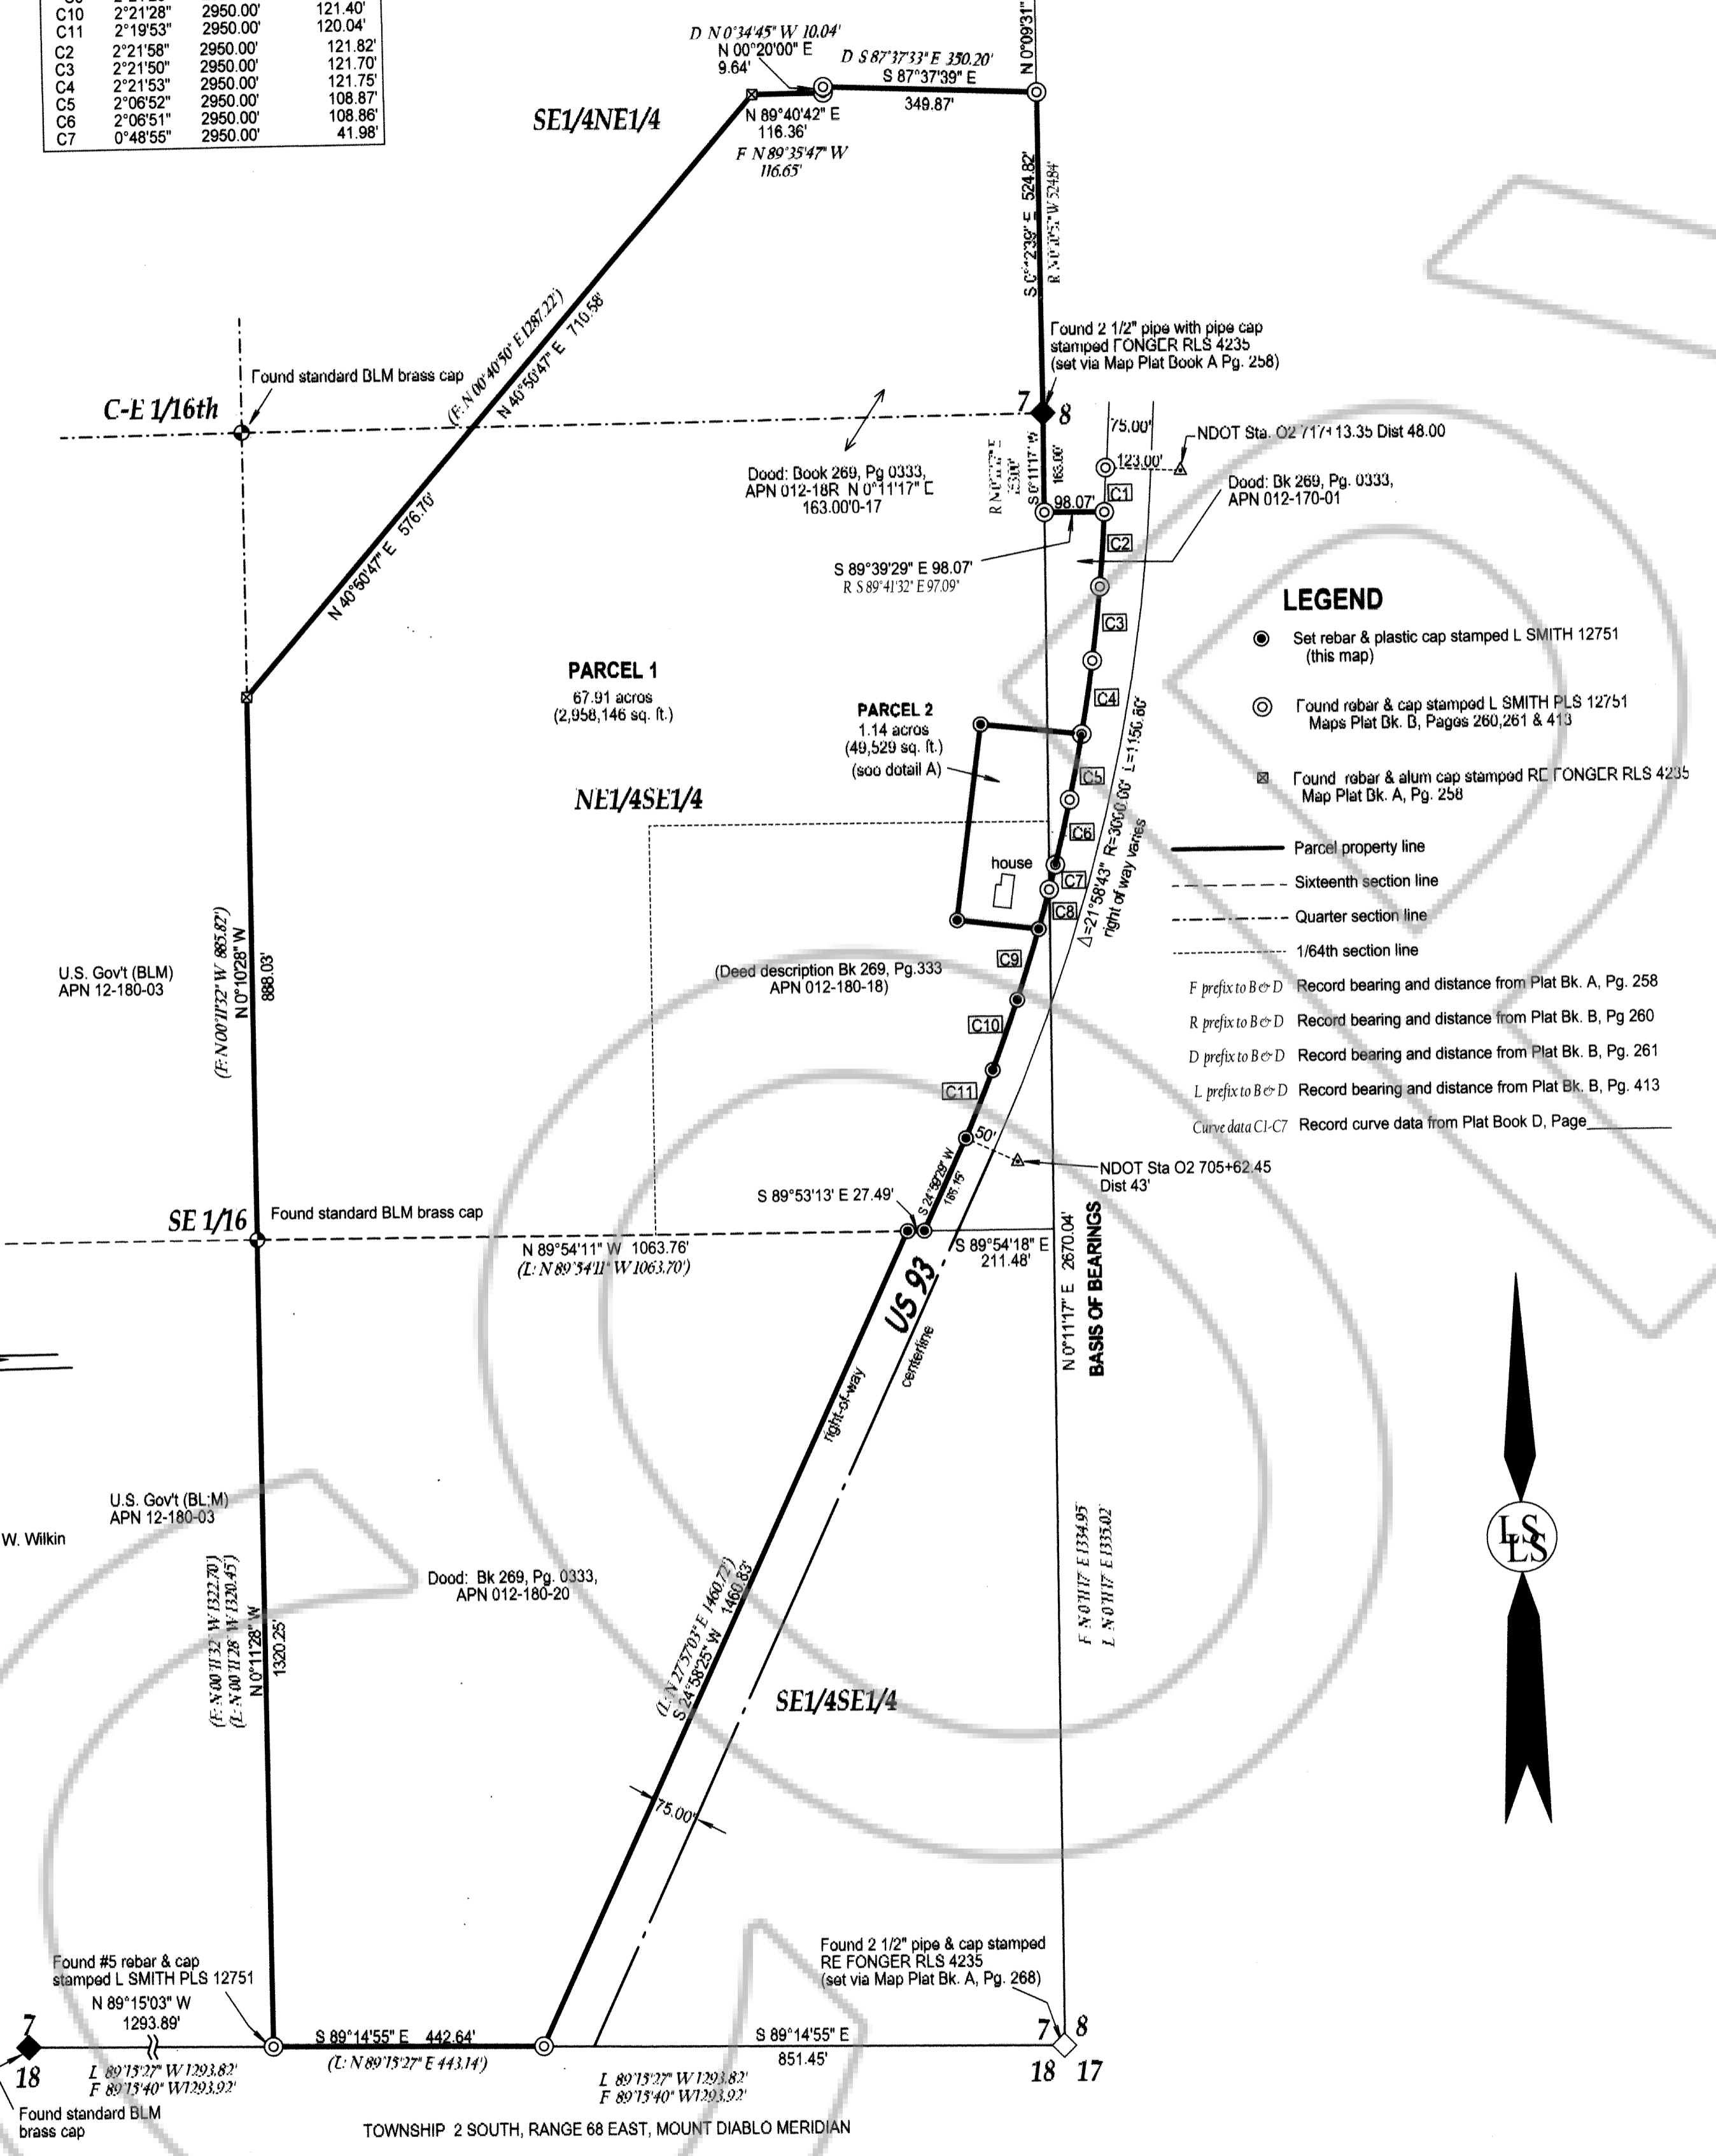 C10 2°21'28" 2950.00' 121.40'
C11 2°19'53" 2950.00' 120.04'
C2 2°21'58" 2950.00' 121.82'
C3 2°21'50" 2950.00' 121.70'
C4 2°21'53" 2950.00' 121.75'
C5 2°06'52" 2950.00' 108.87'
C6 2°06'51" 2950.00' 108.86'
C7 0°48'55" 2950.00' 41.98'
D N 0°34'45" W 10.04'
N 00°20'00" E
9.64'
D S 87°37'33" E 350.20'
S 87°37'39" E
349.87'
N 0°09'31"
SE1/4NE1/4
N 89°40'42" E
116.36'
F N 89°35'47" W
116.65'
524.82'
524.84'
(F: N 00°40'50" E 1287.22')
N 40°50'47" E 710.58'
Found 2 1/2" pipe with pipe cap
stamped FONGER RLS 4235
(set via Map Plat Book A Pg. 258)
Found standard BLM brass cap
C-E 1/16th
7
8
75.00'
NDOT Sta. O2 717+13.35 Dist 48.00
123.00'
Deed: Book 269, Pg 0333,
APN 012-18R N 0°11'17" E
163.00'0-17
S 0°11'17" W
163.00'
Deed: Bk 269, Pg. 0333,
APN 012-170-01
98.07'
C1
C2
S 89°39'29" E 98.07'
R S 89°41'32" E 97.09'
N 40°50'47" E 576.70'
C3
C4
C5
C6
C7
C8
C9
C10
C11
PARCEL 1
67.91 acros
(2,958,146 sq. ft.)
PARCEL 2
1.14 acros
(49,529 sq. ft.)
(soo dotail A)
NE1/4SE1/4
house
Δ=21°58'43" R=3000.00' L=1150.80'
right of way varies
LEGEND
Set rebar & plastic cap stamped L SMITH 12751
(this map)
Found rebar & cap stamped L SMITH PLS 12751
Maps Plat Bk. B, Pages 260,261 & 413
Found rebar & alum cap stamped RE FONGER RLS 4235
Map Plat Bk. A, Pg. 258
Parcel property line
Sixteenth section line
Quarter section line
1/64th section line
F prefix to B & D Record bearing and distance from Plat Bk. A, Pg. 258
R prefix to B & D Record bearing and distance from Plat Bk. B, Pg 260
D prefix to B & D Record bearing and distance from Plat Bk. B, Pg. 261
L prefix to B & D Record bearing and distance from Plat Bk. B, Pg. 413
Curve data C1-C7 Record curve data from Plat Book D, Page
(F: N 00°11'32" W 885.82')
N 0°10'28" W
888.03'
U.S. Gov't (BLM)
APN 12-180-03
(Deed description Bk 269, Pg.333
APN 012-180-18)
50'
NDOT Sta O2 705+62.45
Dist 43'
S 24°59'29" W
S 89°53'13' E 27.49'
SE 1/16
Found standard BLM brass cap
N 89°54'11" W 1063.76'
(L: N 89°54'11" W 1063.70')
S 89°54'18" E
211.48'
US 93
N 0°11'17" E 2670.04'
BASIS OF BEARINGS
right-of-way
centerline
U.S. Gov't (BL;M)
APN 12-180-03
W. Wilkin
Deed: Bk 269, Pg. 0333,
APN 012-180-20
(F: N 00°11'32 W 1322.70')
(L: N 00°11'28" W 1320.45')
N 0°11'28" W
1320.25'
(L: N 27°57'03" E 1460.72')
S 24°58'25" W 1460.83'
F N 0°11'17 E 1334.95
L N 0°11'17 E 1335.02
SE1/4SE1/4
75.00'
LS
LS
Found #5 rebar & cap
stamped L SMITH PLS 12751
N 89°15'03" W
1293.89'
Found 2 1/2" pipe & cap stamped
RE FONGER RLS 4235
(set via Map Plat Bk. A, Pg. 268)
7
18
S 89°14'55" E 442.64'
(L: N 89°15'27" E 443.14')
S 89°14'55" E
851.45'
7 8
18 17
L 89°15'27" W 1293.82'
F 89°15'40" W1293.92'
L 89°15'27" W 1293.82'
F 89°15'40" W1293.92'
Found standard BLM
brass cap
TOWNSHIP 2 SOUTH, RANGE 68 EAST, MOUNT DIABLO MERIDIAN